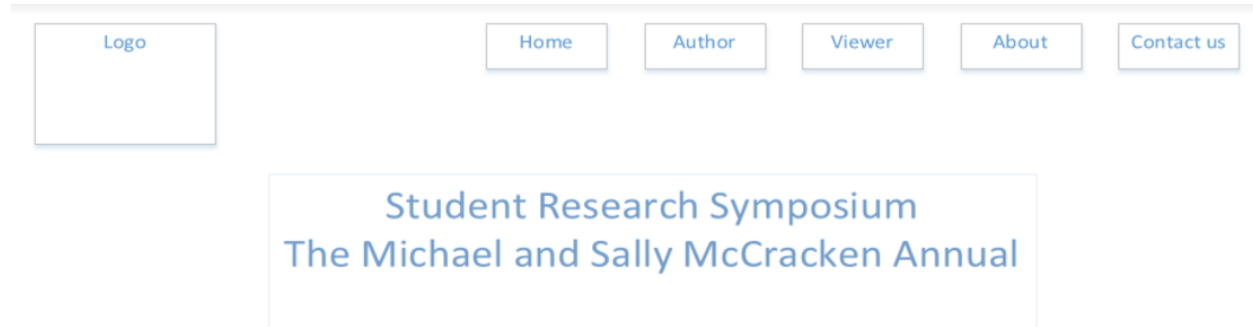 Logo
Home Author Viewer About Contact us
Student Research Symposium
The Michael and Sally McCracken Annual